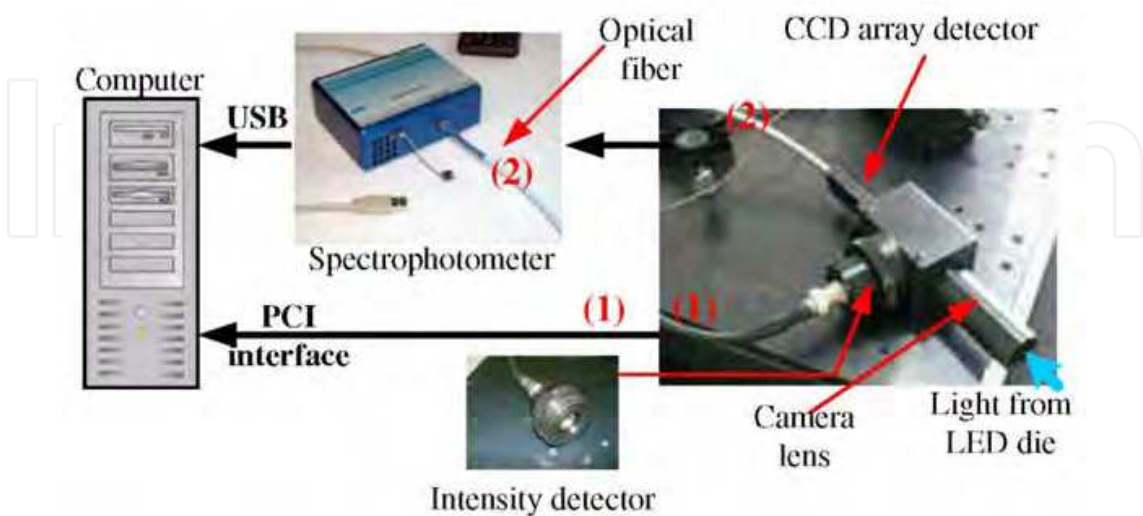 Optical
fiber
CCD array detector
Computer
USB
(2)
(2)
Spectrophotometer
PCI
interface
(1)
(1)
Camera
lens
Light from
LED die
Intensity detector